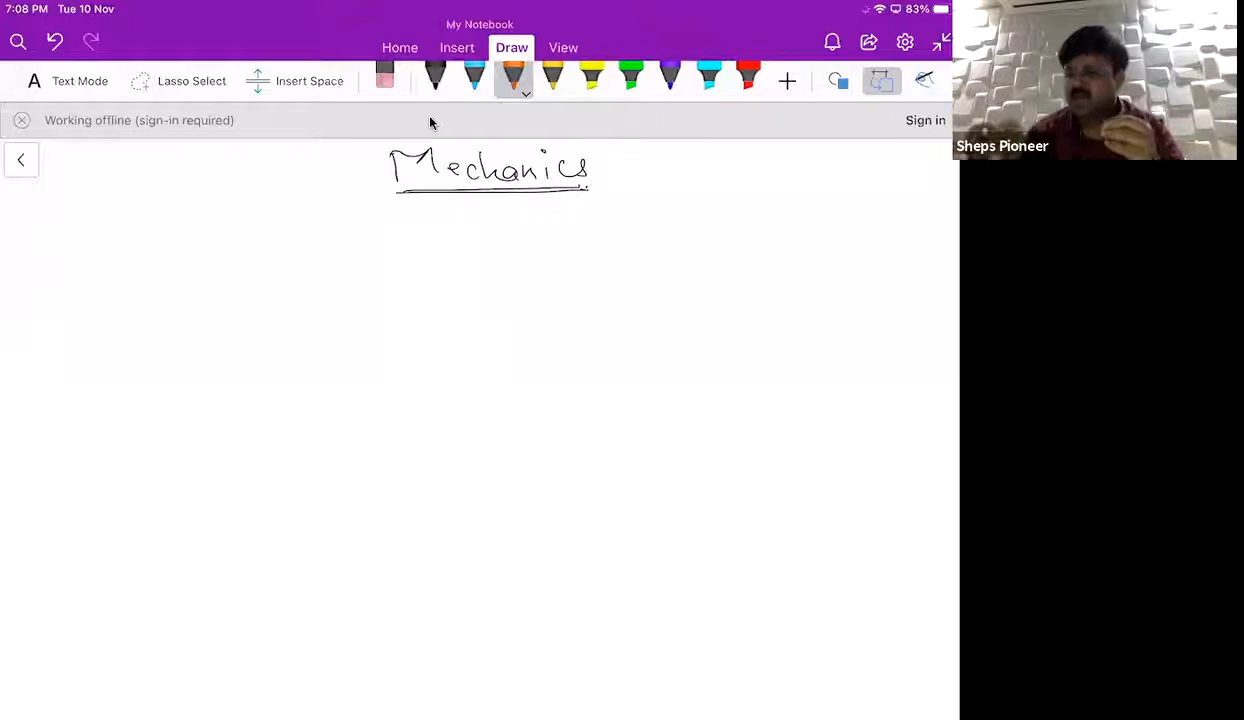 7:08 PM Tue 10 Nov
83%
My Notebook
Home Insert Draw View
A Text Mode Lasso Select Insert Space
Working offline (sign-in required)
Sign in
Sheps Pioneer
Mechanics